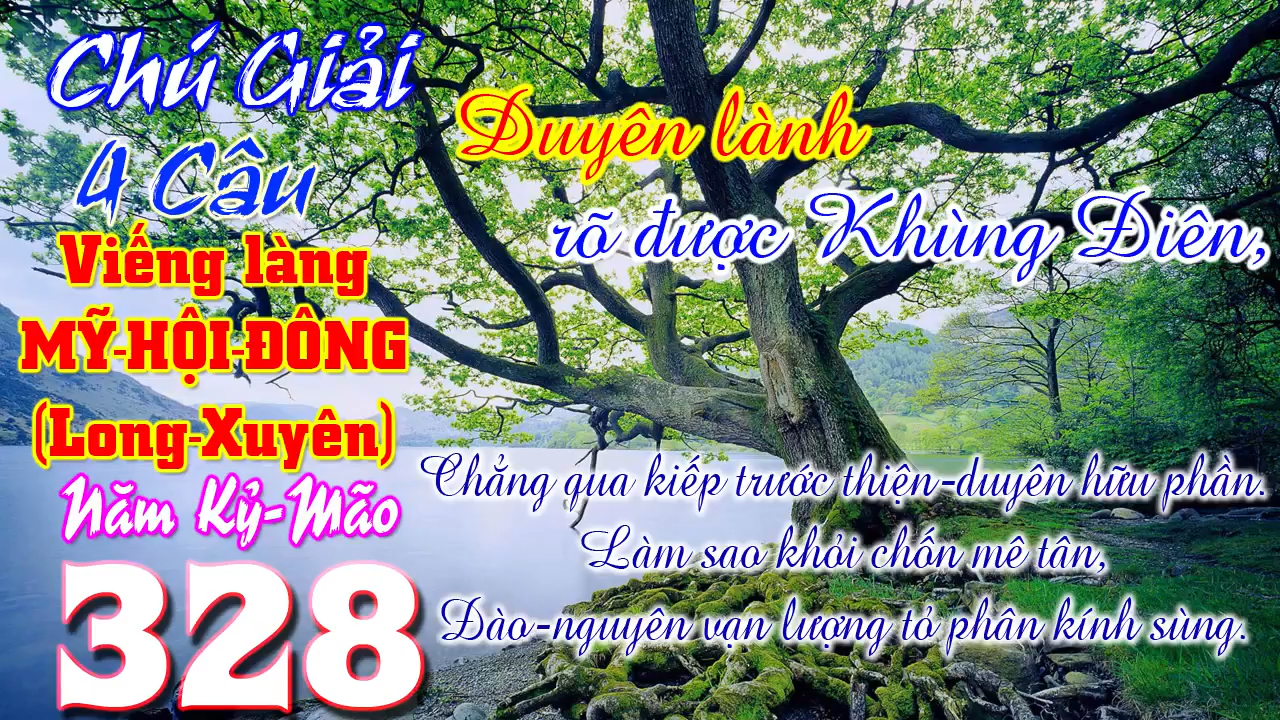 Chú Giải
4 Câu
Viếng làng
MỸ-HỘI-ĐÔNG
(Long-Xuyên)
Năm Kỷ-Mão
328
Duyên lành
rõ được Khùng Điên,
Chẳng qua kiếp trước thiện-duyên hữu phần.
Làm sao khỏi chốn mê tân,
Đào-nguyên vạn lượng tỏ phân kính sùng.